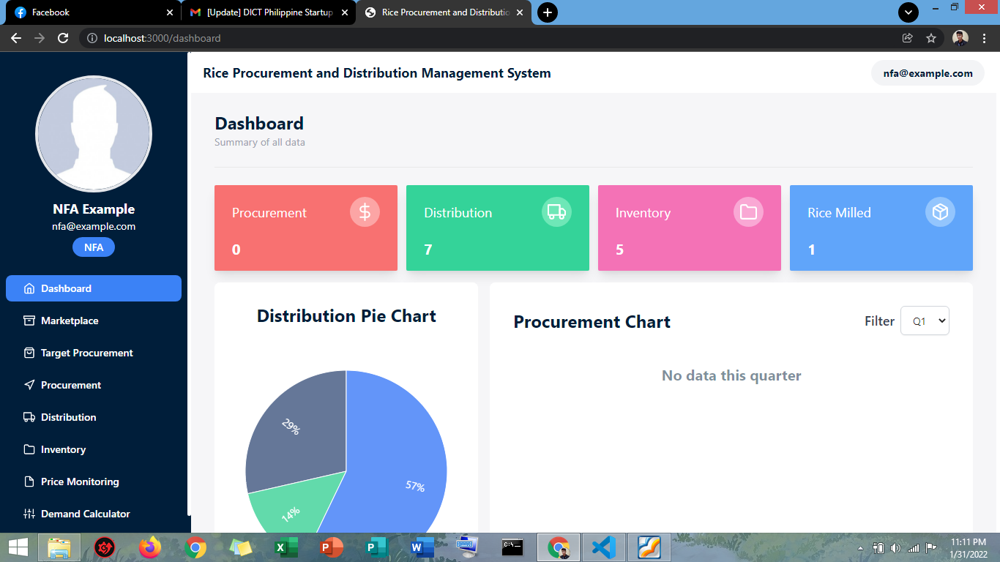 Facebook
[Update] DICT Philippine Startup
Rice Procurement and Distributio
localhost:3000/dashboard
Rice Procurement and Distribution Management System
nfa@example.com
NFA Example
nfa@example.com
NFA
Dashboard
Marketplace
Target Procurement
Procurement
Distribution
Inventory
Price Monitoring
Demand Calculator
Dashboard
Summary of all data
Procurement
0
Distribution
7
Inventory
5
Rice Milled
1
Distribution Pie Chart
29%
57%
14%
Procurement Chart
Filter
Q1
No data this quarter
11:11 PM
1/31/2022